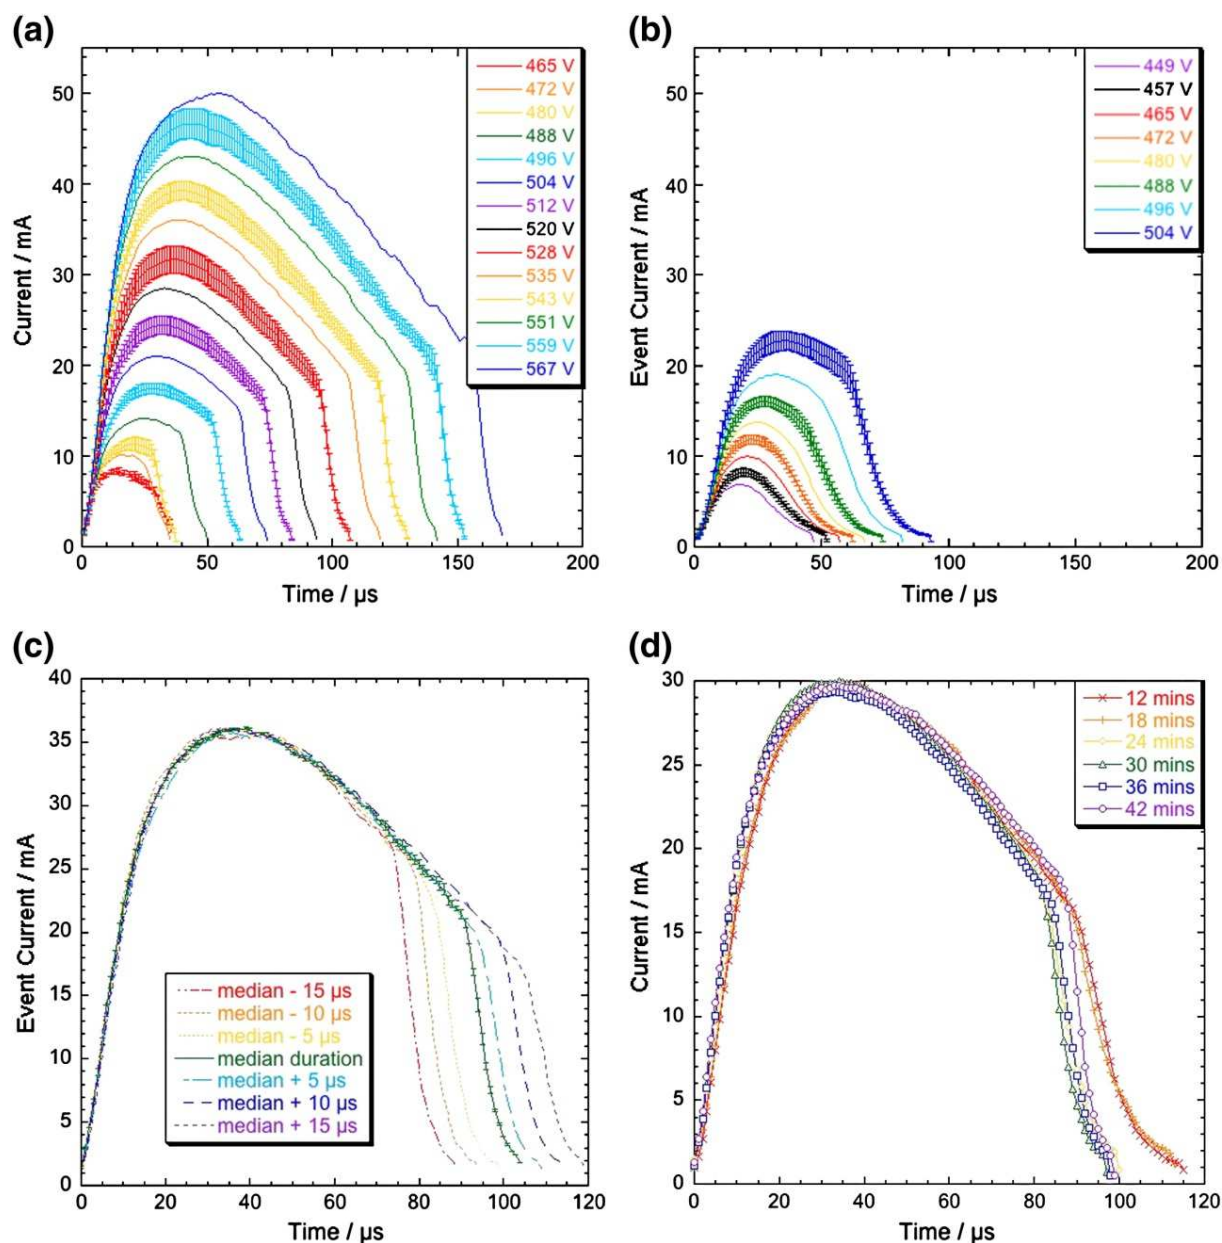 (a)
50
40
30
20
10
0
0 50 100 150 200
Current / mA
Time / µs
465 V
472 V
480 V
488 V
496 V
504 V
512 V
520 V
528 V
535 V
543 V
551 V
559 V
567 V
(b)
50
40
30
20
10
0
0 50 100 150 200
Event Current / mA
Time / µs
449 V
457 V
465 V
472 V
480 V
488 V
496 V
504 V
(c)
40
35
30
25
20
15
10
5
0
0 20 40 60 80 100 120
Event Current / mA
Time / µs
median - 15 µs
median - 10 µs
median - 5 µs
median duration
median + 5 µs
median + 10 µs
median + 15 µs
(d)
30
25
20
15
10
5
0
0 20 40 60 80 100 120
Current / mA
Time / µs
12 mins
18 mins
24 mins
30 mins
36 mins
42 mins